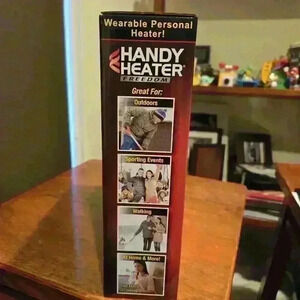 Wearable Personal
Heater!
HANDY
HEATER®
FREEDOM
Great For:
Outdoors
Sporting Events
Walking
At Home & More!